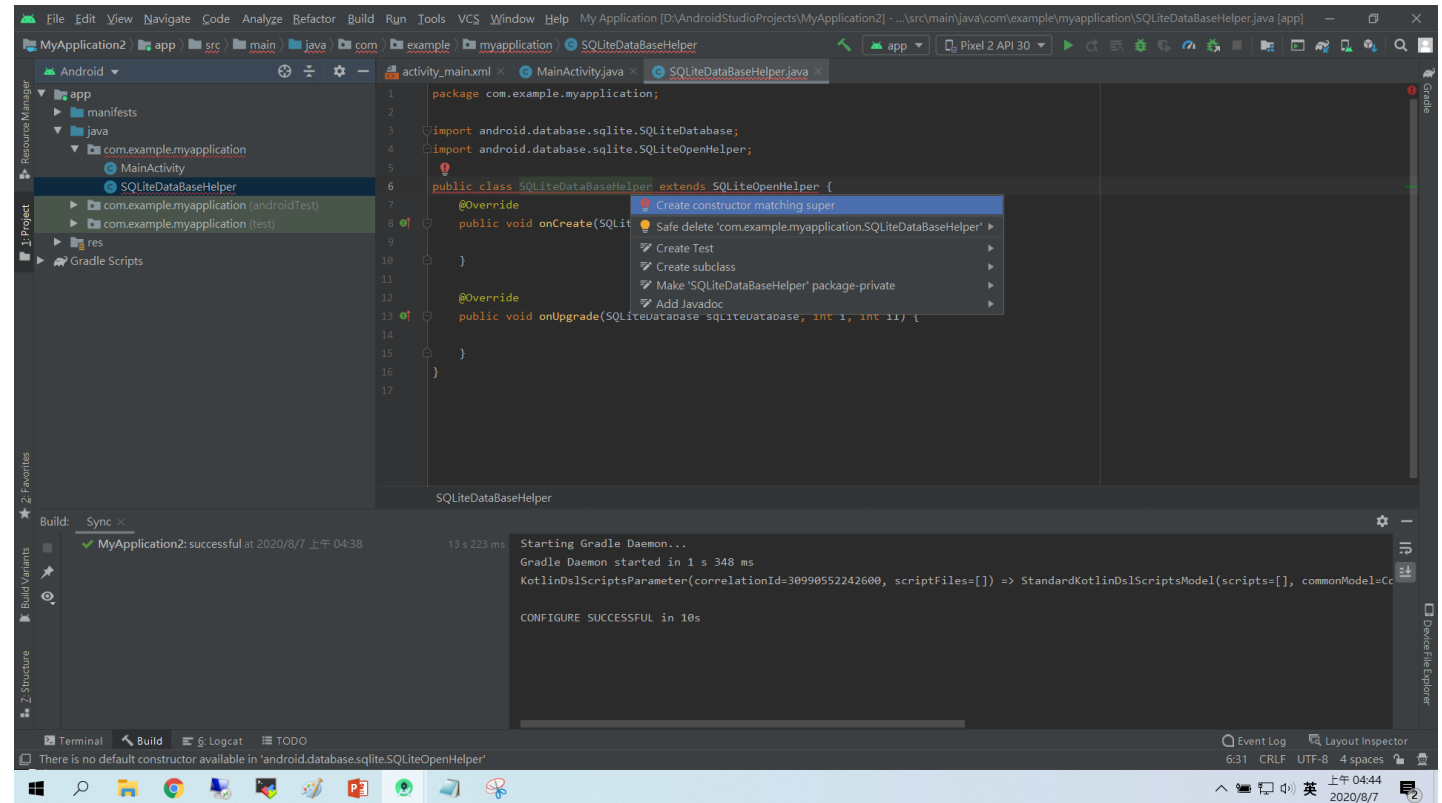 File Edit View Navigate Code Analyze Refactor Build Run Tools VCS Window Help My Application [D:\AndroidStudioProjects\MyApplication2] - ...\src\main\java\com\example\myapplication\SQLiteDataBaseHelper.java [app]
MyApplication2 app src main java com example myapplication SQLiteDataBaseHelper app Pixel 2 API 30
Android
activity_main.xml MainActivity.java SQLiteDataBaseHelper.java
app
manifests
java
com.example.myapplication
MainActivity
SQLiteDataBaseHelper
com.example.myapplication (androidTest)
com.example.myapplication (test)
res
Gradle Scripts
Resource Manager
1: Project
2: Favorites
Build Variants
Z: Structure
1 package com.example.myapplication;
2
3 import android.database.sqlite.SQLiteDatabase;
4 import android.database.sqlite.SQLiteOpenHelper;
5
6 public class SQLiteDataBaseHelper extends SQLiteOpenHelper {
7 @Override
8 public void onCreate(SQLit
9
10 }
11
12 @Override
13 public void onUpgrade(SQLiteDatabase sqLiteDatabase, int i, int i1) {
14
15 }
16 }
17
Create constructor matching super
Safe delete 'com.example.myapplication.SQLiteDataBaseHelper'
Create Test
Create subclass
Make 'SQLiteDataBaseHelper' package-private
Add Javadoc
SQLiteDataBaseHelper
Gradle
Device File Explorer
Build: Sync
MyApplication2: successful at 2020/8/7 上午 04:38 13 s 223 ms
Starting Gradle Daemon...
Gradle Daemon started in 1 s 348 ms
KotlinDslScriptsParameter(correlationId=30990552242600, scriptFiles=[]) => StandardKotlinDslScriptsModel(scripts=[], commonModel=Cc
CONFIGURE SUCCESSFUL in 10s
Terminal Build 6: Logcat TODO Event Log Layout Inspector
There is no default constructor available in 'android.database.sqlite.SQLiteOpenHelper' 6:31 CRLF UTF-8 4 spaces
英 上午 04:44
2020/8/7
2